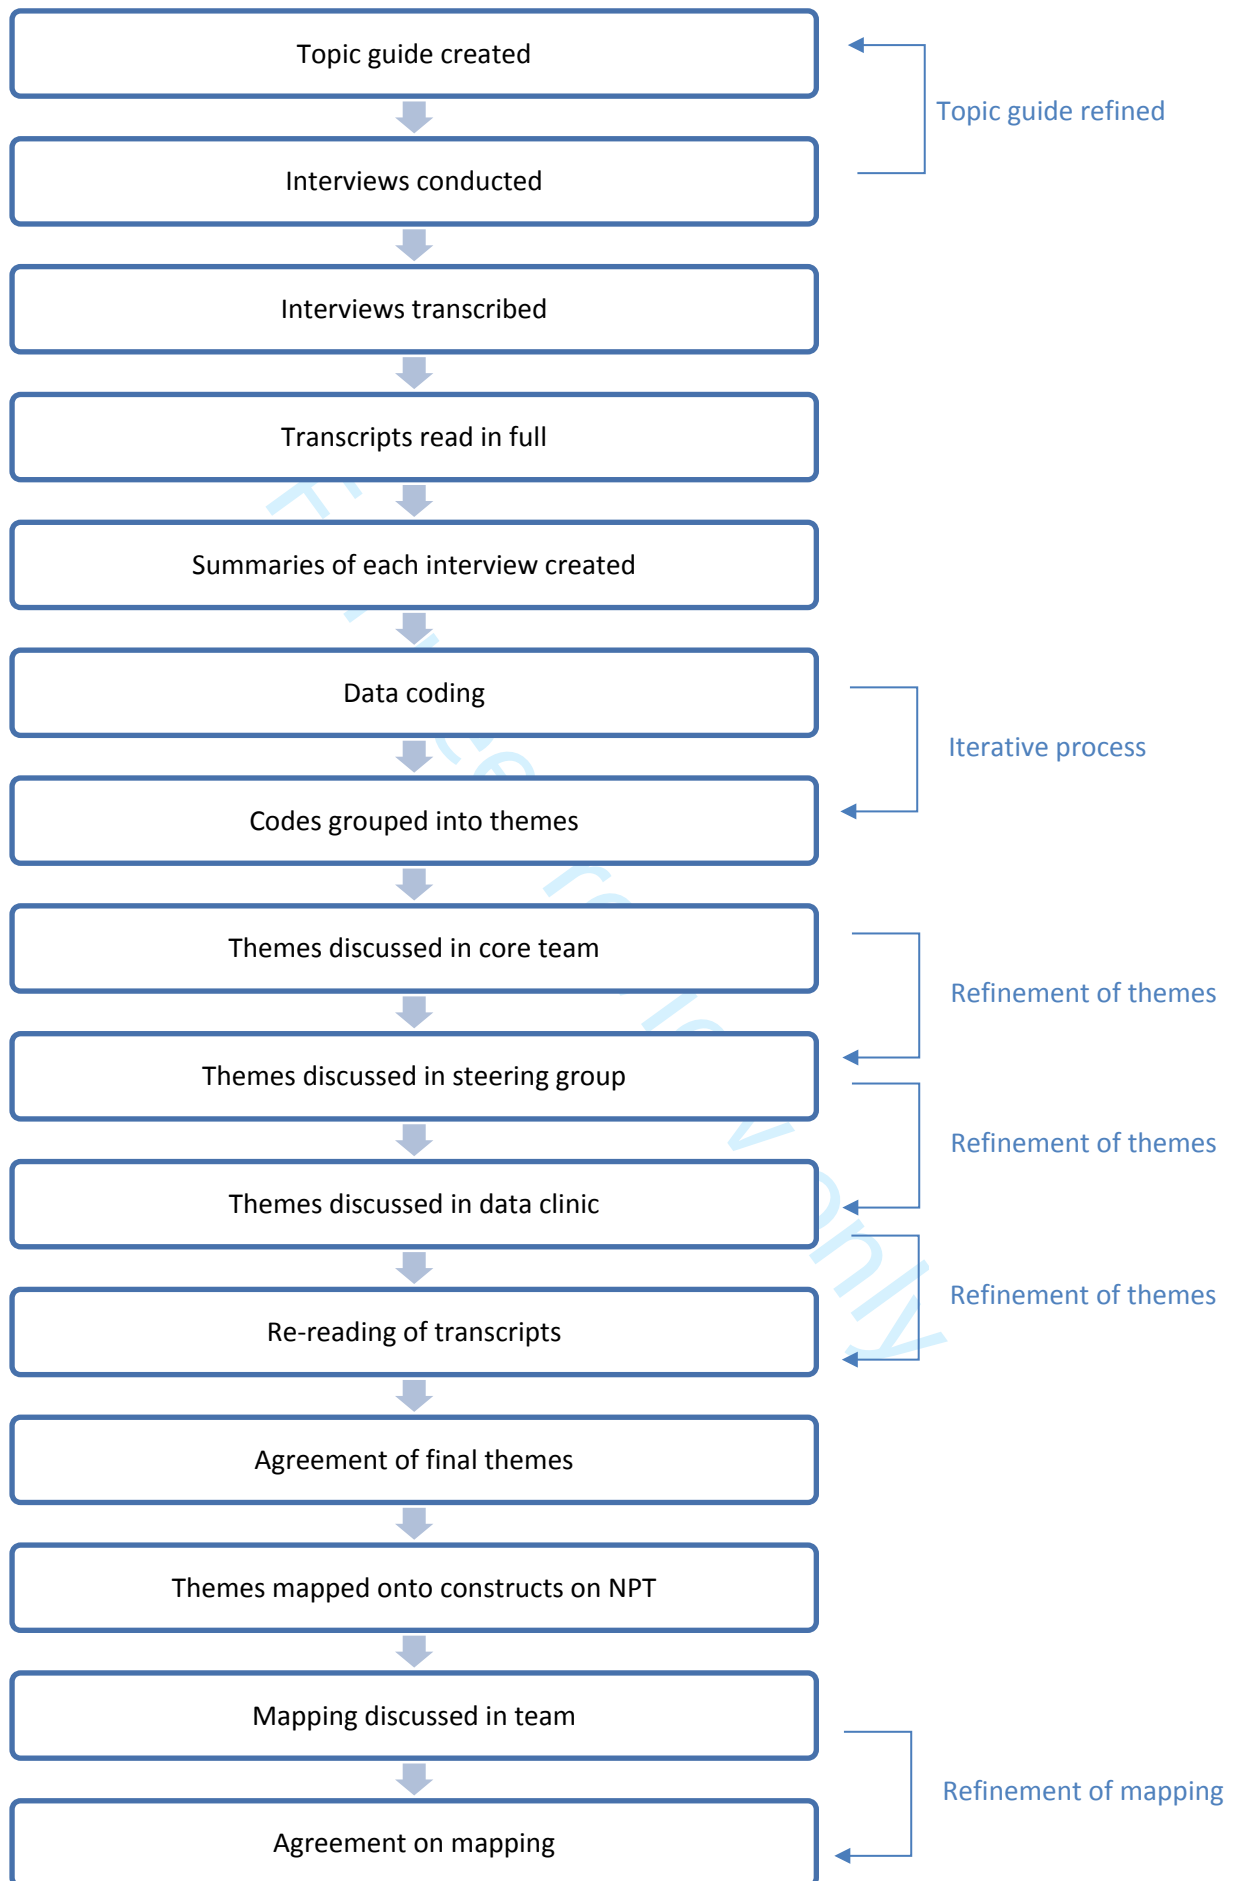 Topic guide created
Topic guide refined
Interviews conducted
Interviews transcribed
Transcripts read in full
Summaries of each interview created
Data coding
Iterative process
Codes grouped into themes
Themes discussed in core team
Refinement of themes
Themes discussed in steering group
Refinement of themes
Themes discussed in data clinic
Refinement of themes
Re-reading of transcripts
Agreement of final themes
Themes mapped onto constructs on NPT
Mapping discussed in team
Refinement of mapping
Agreement on mapping
only